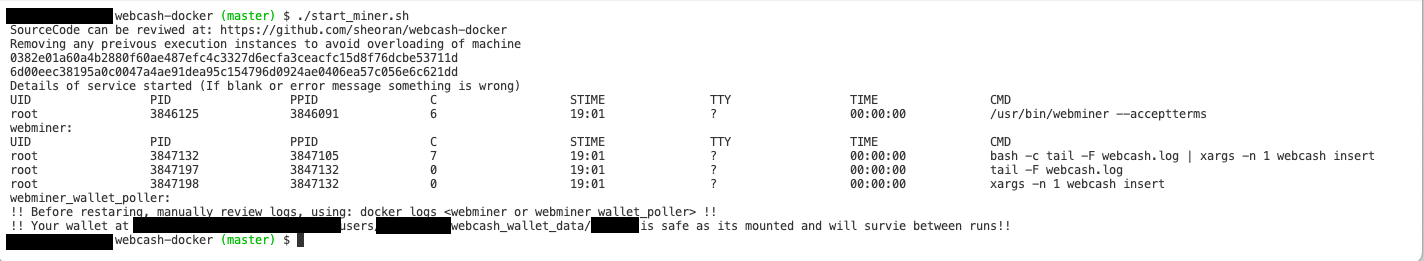 webcash-docker (master) $ ./start_miner.sh
SourceCode can be reviwed at: https://github.com/sheoran/webcash-docker
Removing any preivous execution instances to avoid overloading of machine
0382e01a60a4b2880f60ae487efc4c3327d6ecfa3ceacfc15d8f76dcbe53711d
6d00eec38195a0c0047a4ae91dea95c154796d0924ae0406ea57c056e6c621dd
Details of service started (If blank or error message something is wrong)
UID PID PPID C STIME TTY TIME CMD
root 3846125 3846091 6 19:01 ? 00:00:00 /usr/bin/webminer --acceptterms
webminer:
UID PID PPID C STIME TTY TIME CMD
root 3847132 3847105 7 19:01 ? 00:00:00 bash -c tail -F webcash.log | xargs -n 1 webcash insert
root 3847197 3847132 0 19:01 ? 00:00:00 tail -F webcash.log
root 3847198 3847132 0 19:01 ? 00:00:00 xargs -n 1 webcash insert
webminer_wallet_poller:
!! Before restaring, manually review logs, using: docker logs <webminer or webminer_wallet_poller> !!
!! Your wallet at users/ webcash_wallet_data/ is safe as its mounted and will survie between runs!!
webcash-docker (master) $